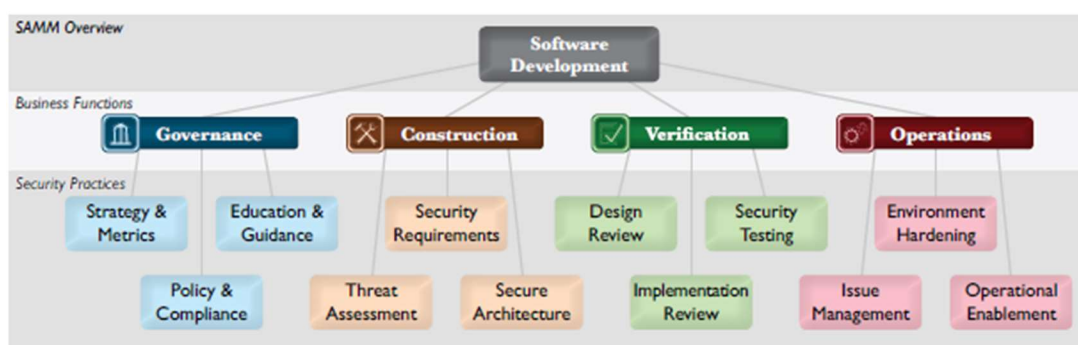 SAMM Overview
Software
Development
Business Functions
Governance
Construction
Verification
Operations
Security Practices
Strategy &
Metrics
Education &
Guidance
Security
Requirements
Design
Review
Security
Testing
Environment
Hardening
Policy &
Compliance
Threat
Assessment
Secure
Architecture
Implementation
Review
Issue
Management
Operational
Enablement